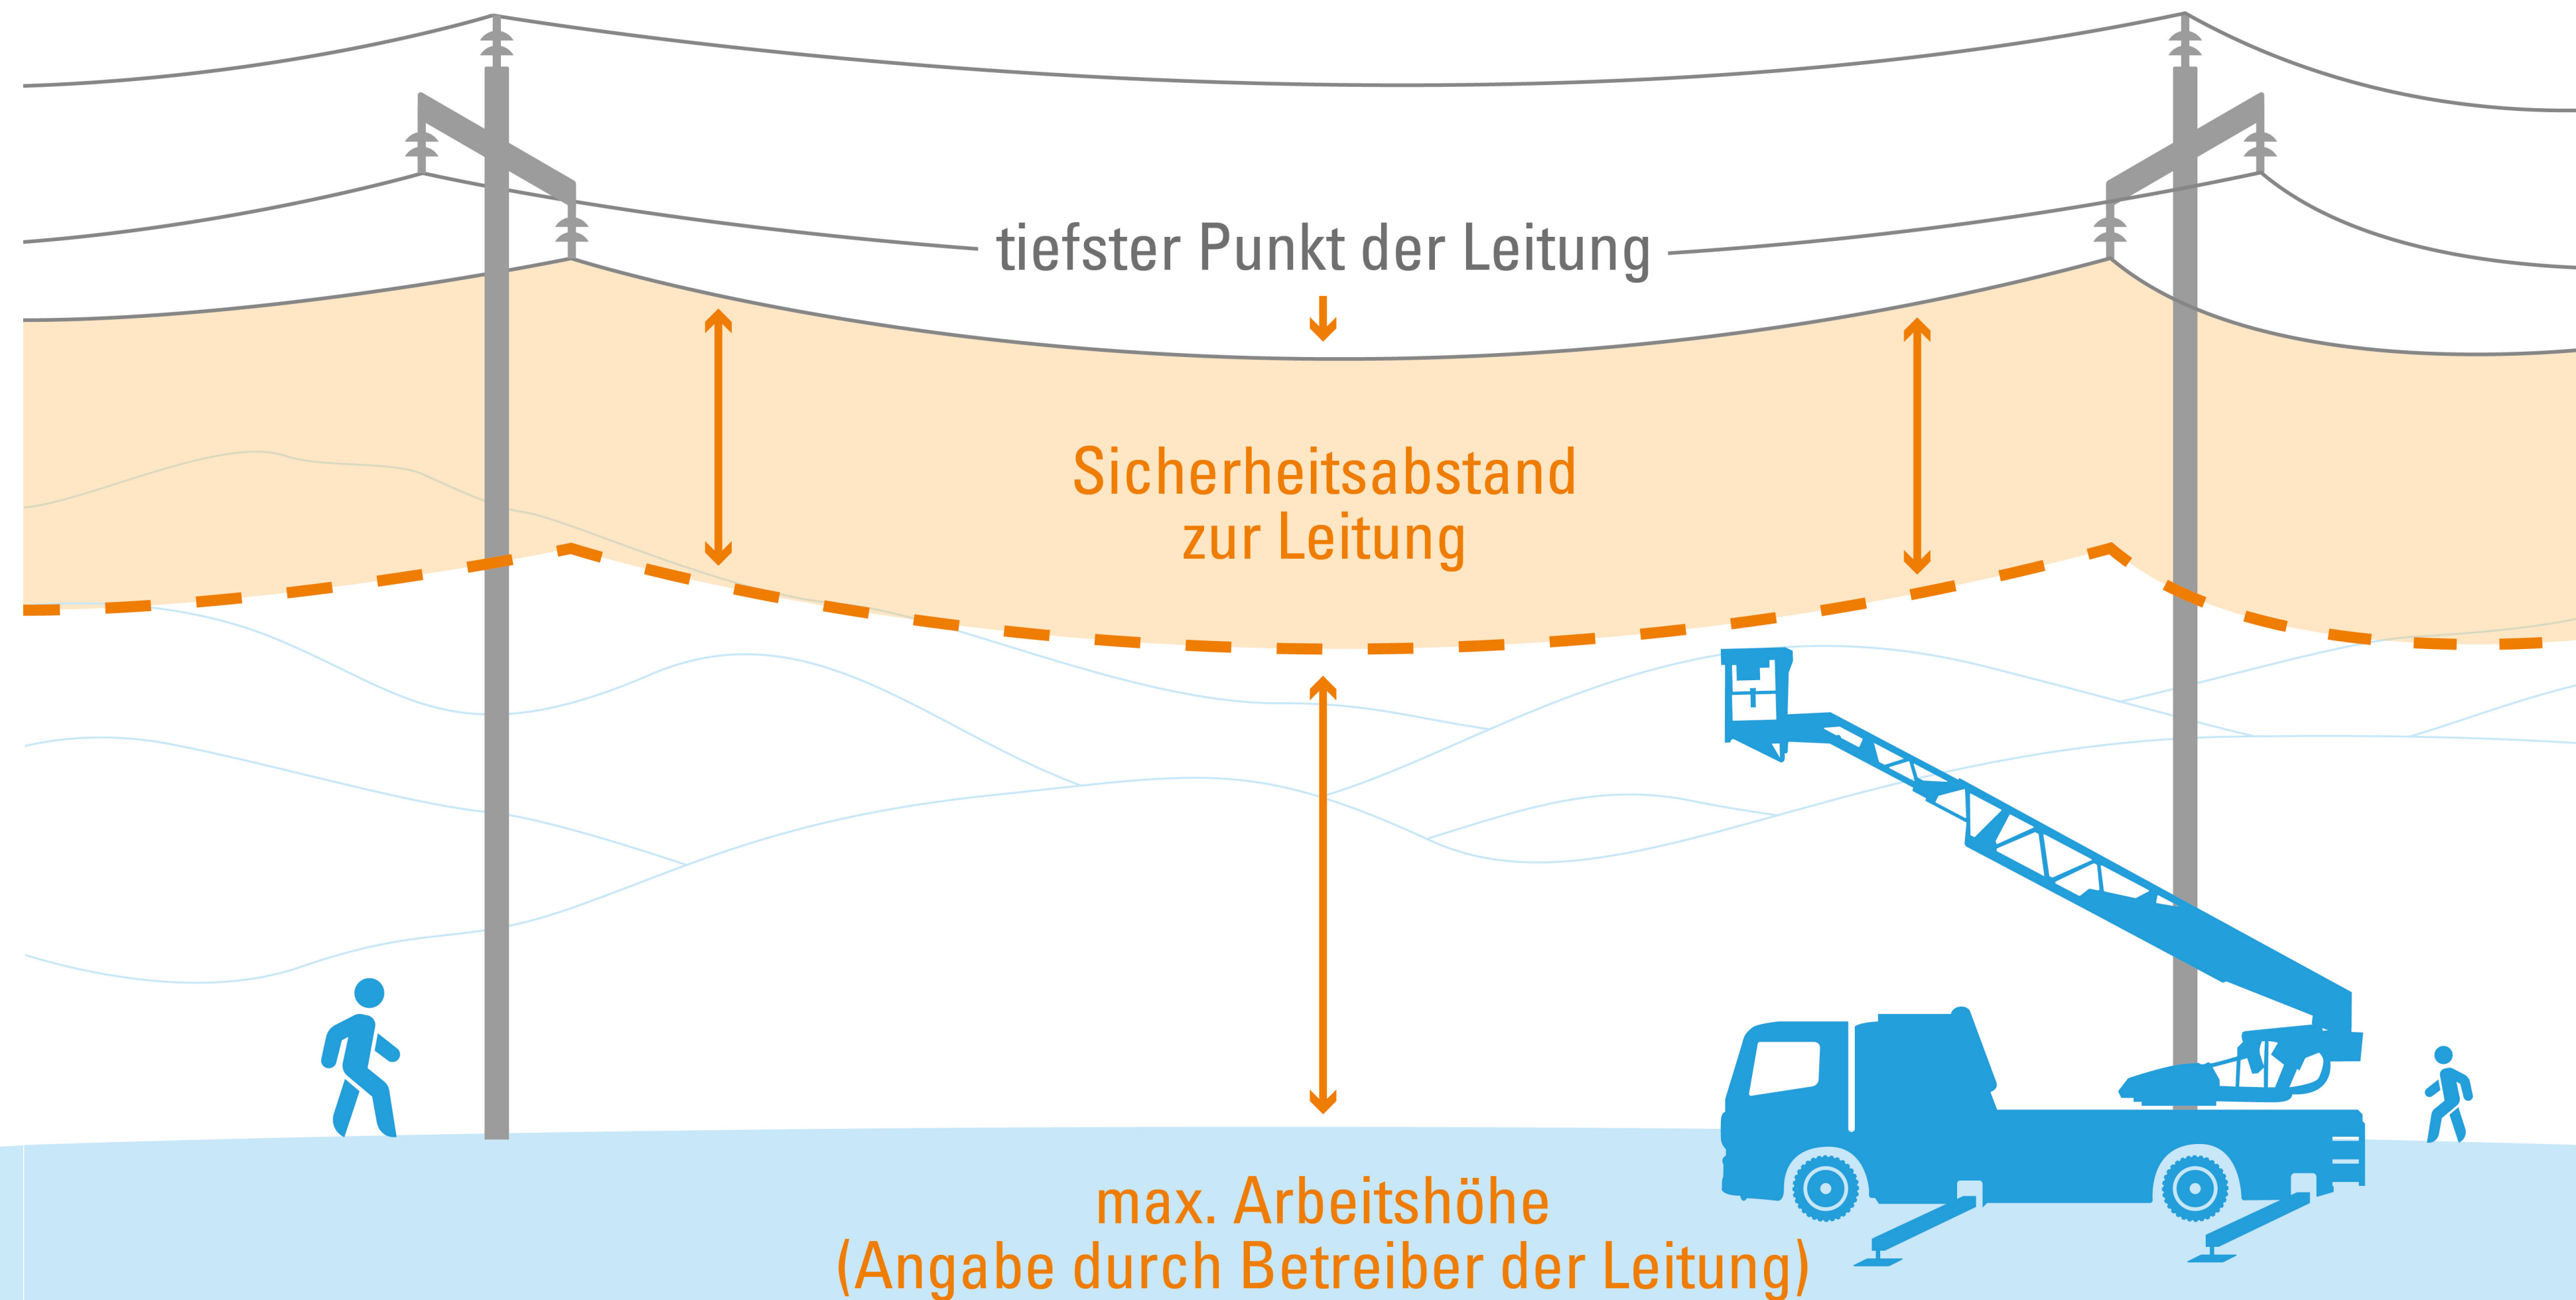 tiefster Punkt der Leitung
Sicherheitsabstand
zur Leitung
max. Arbeitshöhe
(Angabe durch Betreiber der Leitung)